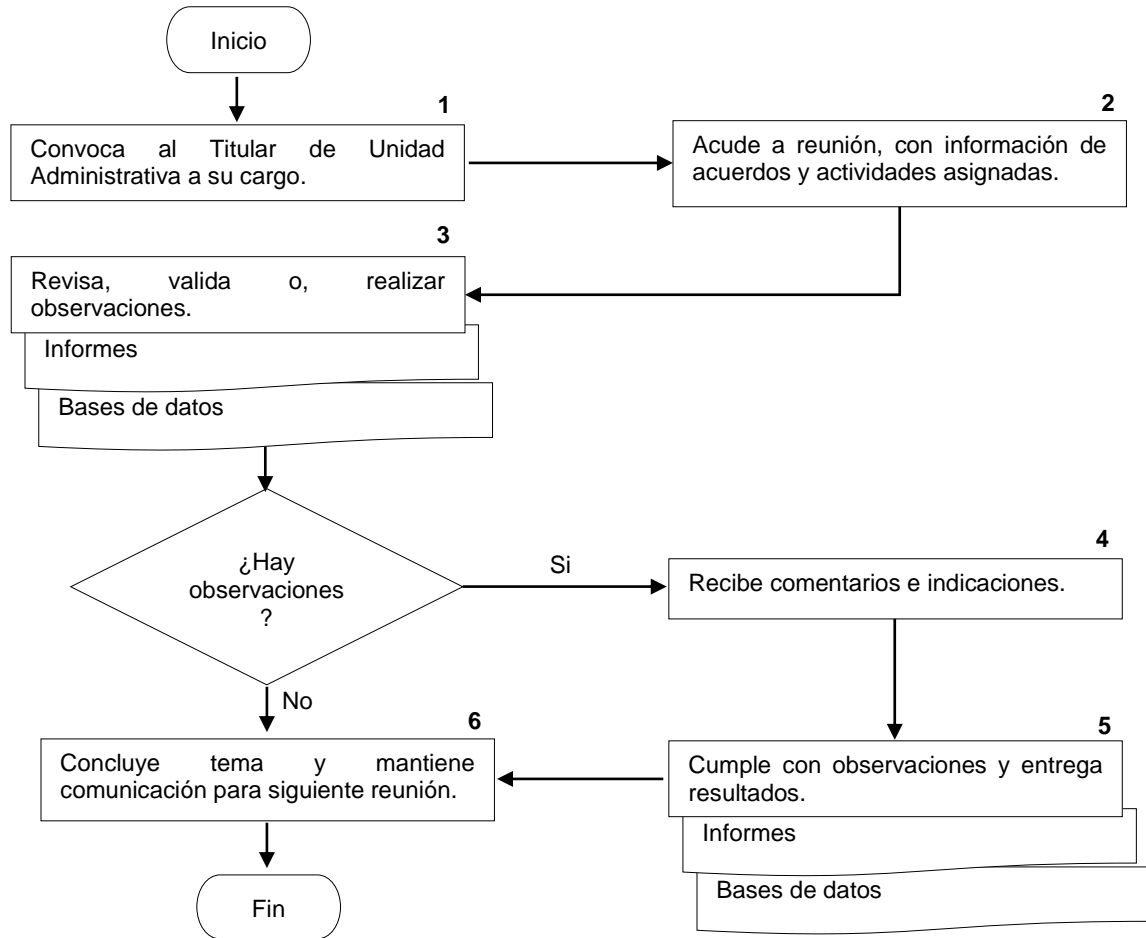 Inicio
1
Convoca al Titular de Unidad
Administrativa a su cargo.
2
Acude a reunión, con información de
acuerdos y actividades asignadas.
3
Revisa, valida o, realizar
observaciones.
Informes
Bases de datos
¿Hay
observaciones
?
Si
4
Recibe comentarios e indicaciones.
No
5
Cumple con observaciones y entrega
resultados.
Informes
Bases de datos
6
Concluye tema y mantiene
comunicación para siguiente reunión.
Fin